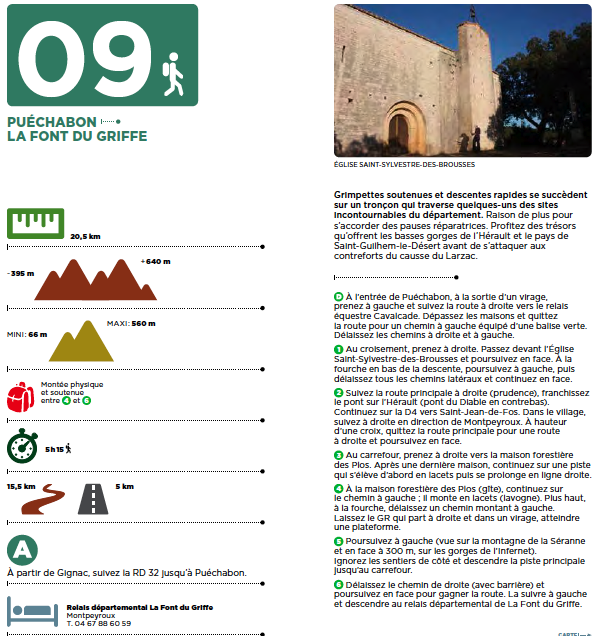 09
PUÉCHABON
LA FONT DU GRIFFE
20,5 km
-395 m
+640 m
MINI: 66 m
MAXI: 560 m
Montée physique
et soutenue
entre 4 et 6
5h15
15,5 km
5 km
A
À partir de Gignac, suivez la RD 32 jusqu'à Puéchabon.
Relais départemental La Font du Griffe
Montpeyroux
T. 04 67 88 60 59
ÉGLISE SAINT-SYLVESTRE-DES-BROUSSES
Grimpettes soutenues et descentes rapides se succèdent
sur un tronçon qui traverse quelques-uns des sites
incontournables du département. Raison de plus pour
s'accorder des pauses réparatrices. Profitez des trésors
qu'offrent les basses gorges de l'Hérault et le pays de
Saint-Guilhem-le-Désert avant de s'attaquer aux
contreforts du causse du Larzac.
D À l'entrée de Puéchabon, à la sortie d'un virage,
prenez à gauche et suivez la route à droite vers le relais
équestre Cavalcade. Dépassez les maisons et quittez
la route pour un chemin à gauche équipé d'une balise verte.
Délaissez les chemins à droite et à gauche.
1 Au croisement, prenez à droite. Passez devant l'Église
Saint-Sylvestre-des-Brousses et poursuivez en face. À la
fourche en bas de la descente, poursuivez à gauche, puis
délaissez tous les chemins latéraux et continuez en face.
2 Suivez la route principale à droite (prudence), franchissez
le pont sur l'Hérault (pont du Diable en contrebas).
Continuez sur la D4 vers Saint-Jean-de-Fos. Dans le village,
suivez à droite en direction de Montpeyroux. À hauteur
d'une croix, quittez la route principale pour une route
à droite et poursuivez en face.
3 Au carrefour, prenez à droite vers la maison forestière
des Plos. Après une dernière maison, continuez sur une piste
qui s'élève d'abord en lacets puis se prolonge en ligne droite.
4 À la maison forestière des Plos (gîte), continuez sur
le chemin à gauche ; il monte en lacets (lavogne). Plus haut,
à la fourche, délaissez un chemin montant à gauche.
Laissez le GR qui part à droite et dans un virage, atteindre
une plateforme.
5 Poursuivez à gauche (vue sur la montagne de la Séranne
et en face à 300 m, sur les gorges de l'Infernet).
Ignorez les sentiers de côté et descendre la piste principale
jusqu'au carrefour.
6 Délaissez le chemin de droite (avec barrière) et
poursuivez en face pour gagner la route. La suivre à gauche
et descendre au relais départemental de La Font du Griffe.